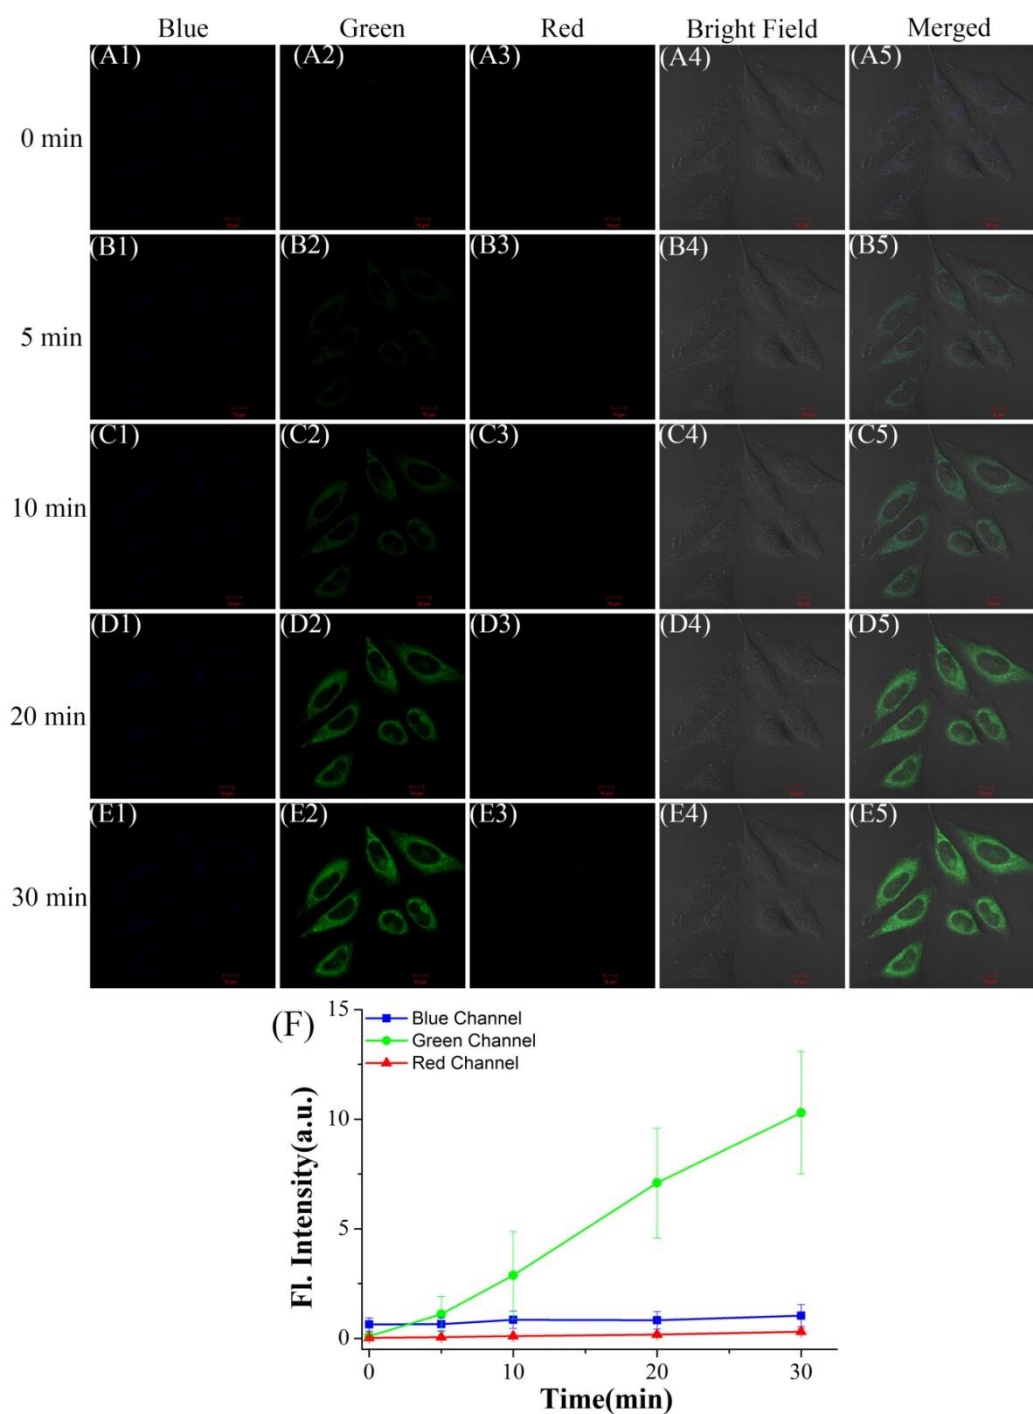 Blue Green Red Bright Field Merged
0 min (A1) (A2) (A3) (A4) (A5)
5 min (B1) (B2) (B3) (B4) (B5)
10 min (C1) (C2) (C3) (C4) (C5)
20 min (D1) (D2) (D3) (D4) (D5)
30 min (E1) (E2) (E3) (E4) (E5)
(F)
Blue Channel
Green Channel
Red Channel
Fl. Intensity(a.u.)
15
10
5
0
0 10 20 30
Time(min)